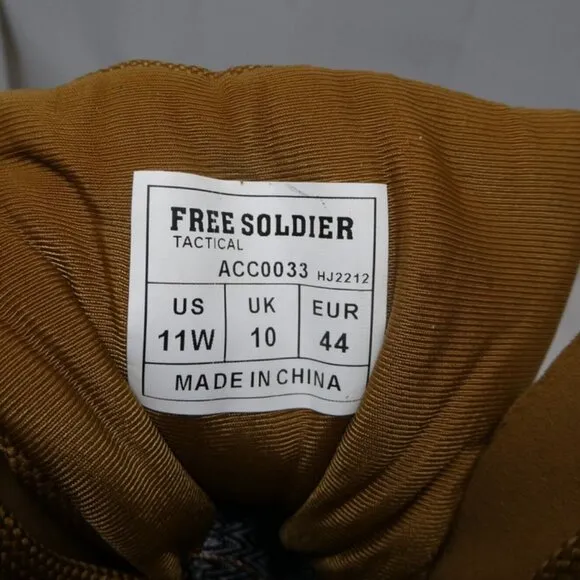 FREE SOLDIER
TACTICAL
ACC0033 HJ2212
US UK EUR
11W 10 44
MADE IN CHINA